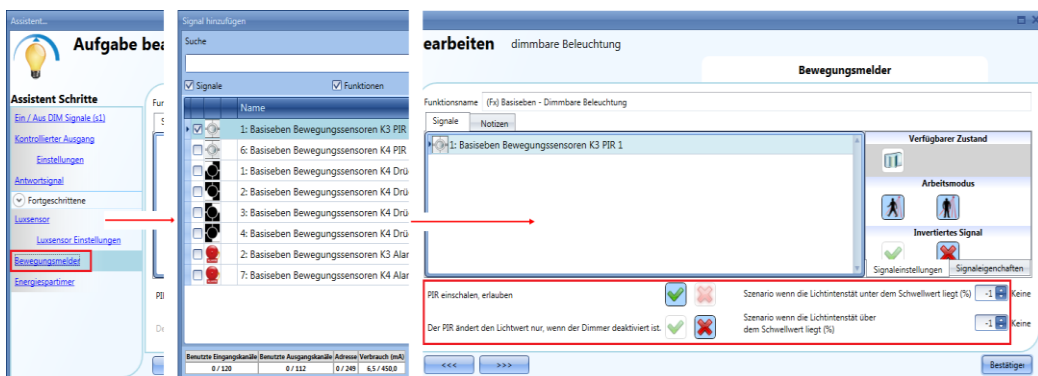 Assistent...
Aufgabe bea
Assistent Schritte
Ein / Aus DIM Signale (s1)
Kontrollierter Ausgang
Einstellungen
Antwortsignal
Fortgeschrittene
Luxsensor
Luxsensor Einstellungen
Bewegungsmelder
Energiespartimer
Fur
S
PI
De
Signal hinzufügen
Suche
Signale
Funktionen
Name
1: Basiseben Bewegungssensoren K3 PIR
6: Basiseben Bewegungssensoren K4 PIR
1: Basiseben Bewegungssensoren K4 Drü
2: Basiseben Bewegungssensoren K4 Drü
3: Basiseben Bewegungssensoren K4 Drü
4: Basiseben Bewegungssensoren K4 Drü
2: Basiseben Bewegungssensoren K3 Alar
7: Basiseben Bewegungssensoren K4 Alar
Benutzte Eingangskanäle Benutzte Ausgangskanäle Adresse Verbrauch (mA)
0 / 120 0 / 112 0 / 249 6,5 / 450,0
earbeiten dimmbare Beleuchtung
Bewegungsmelder
Funktionsname (Fx) Basiseben - Dimmbare Beleuchtung
Signale Notizen
1: Basiseben Bewegungssensoren K3 PIR 1
Verfügbarer Zustand
Arbeitsmodus
Invertiertes Signal
Signaleinstellungen Signaleigenchaften
PIR einschalen, erlauben
Szenario wenn die Lichtintenstät unter dem Schwellwert liegt (%) -1 Keine
Der PIR ändert den Lichtwert nur, wenn der Dimmer deaktiviert ist.
Szenario wenn die Lichtintenstät über
dem Schwellwert liegt (%) -1 Keine
<<< >>>
Bestätiger